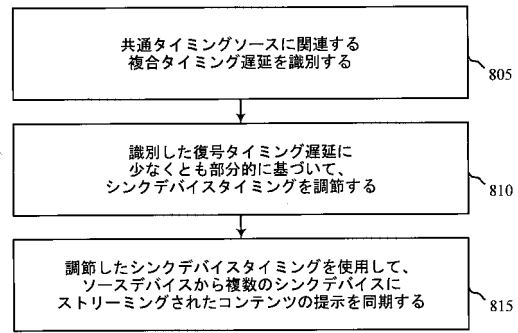 共通タイミングソースに関連する
複合タイミング遅延を識別する
805
識別した復号タイミング遅延に
少なくとも部分的に基づいて、
シンクデバイスタイミングを調節する
810
調節したシンクデバイスタイミングを使用して、
ソースデバイスから複数のシンクデバイスに
ストリーミングされたコンテンツの提示を同期する
815